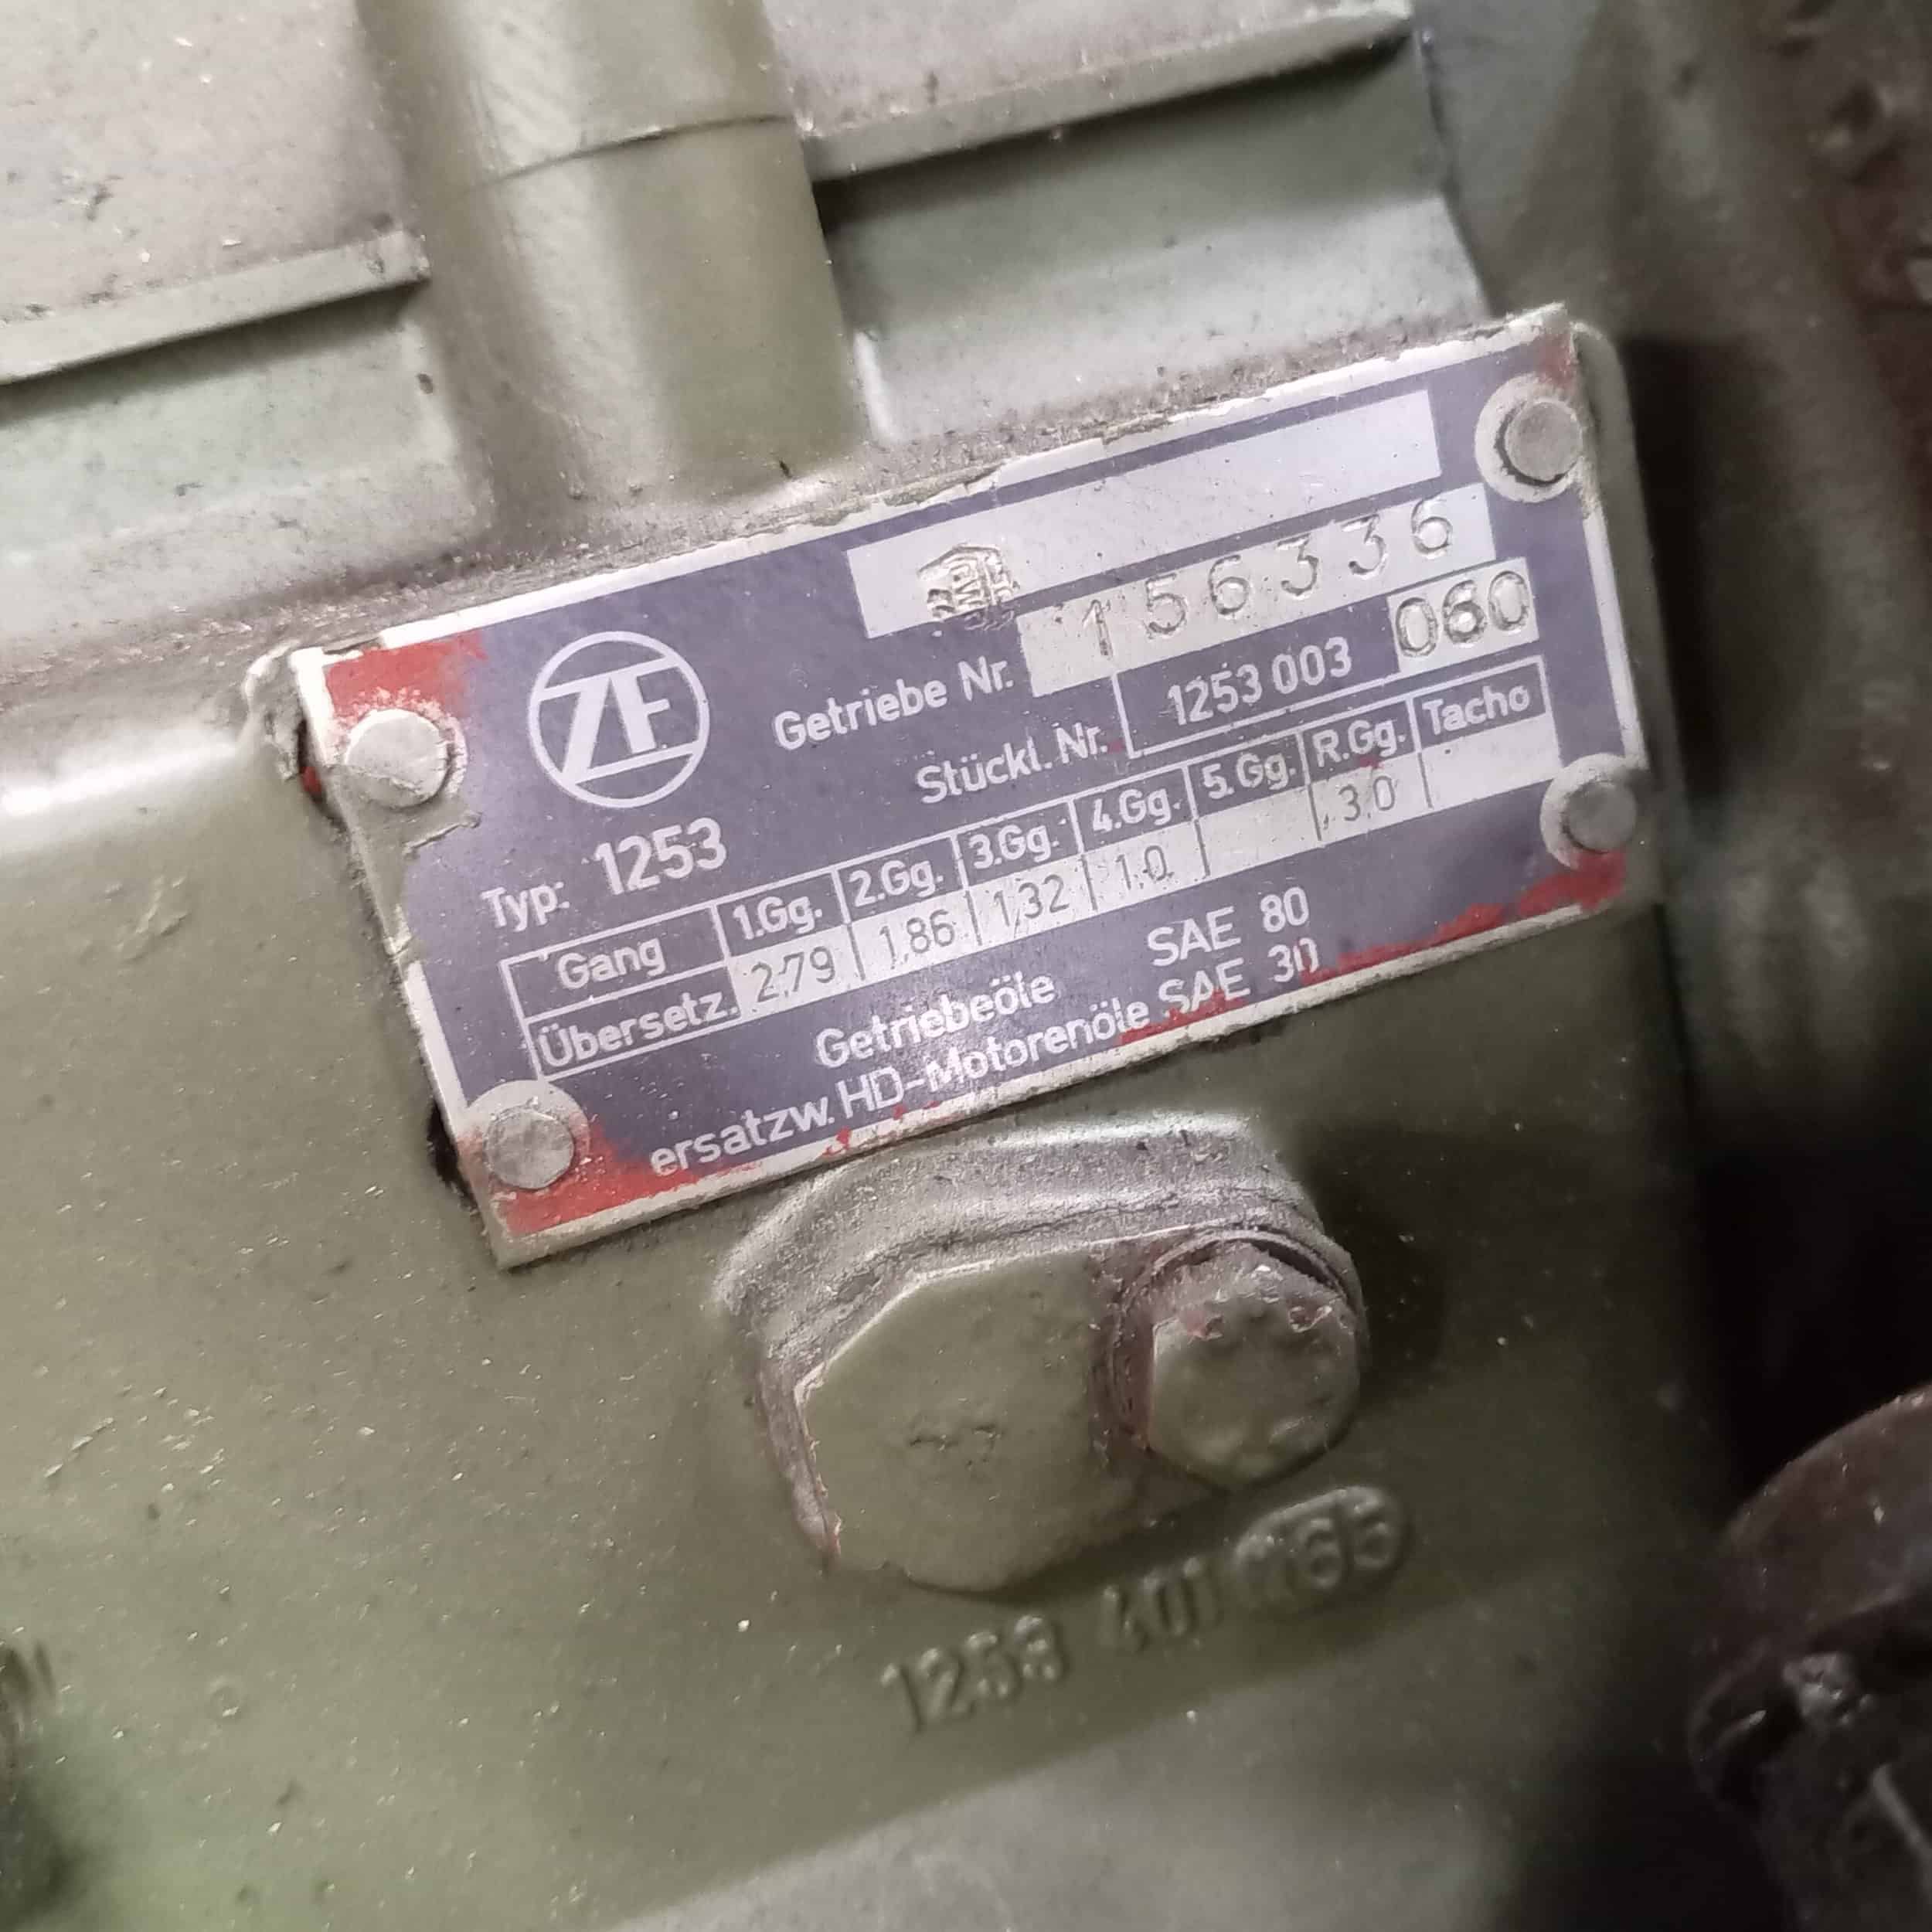 ZF
Getriebe Nr. 156336
Stückl. Nr. 1253 003 060
Typ: 1253
Gang 1.Gg. 2.Gg. 3.Gg. 4.Gg. 5.Gg. R.Gg. Tacho
Übersetz. 2,79 1,86 1,32 1,0 3,0
Getriebeöle SAE 80
ersatzw. HD-Motorenöle SAE 30
1253 401